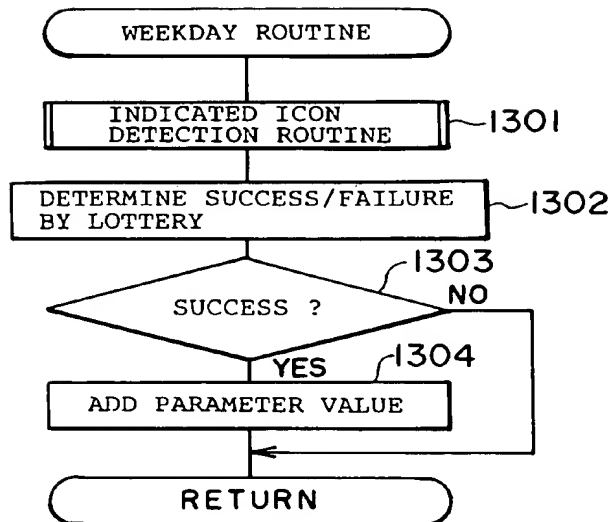 WEEKDAY ROUTINE
INDICATED ICON
DETECTION ROUTINE
1301
DETERMINE SUCCESS/FAILURE
BY LOTTERY
1302
1303
SUCCESS ?
NO
YES
1304
ADD PARAMETER VALUE
RETURN